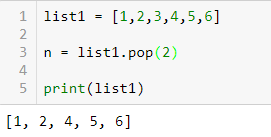 1 list1 = [1,2,3,4,5,6]
2
3 n = list1.pop(2)
4
5 print(list1)
[1, 2, 4, 5, 6]